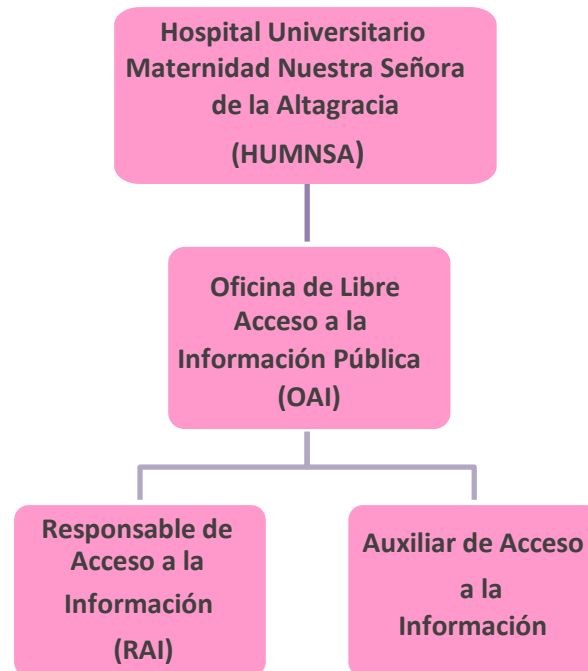 Hospital Universitario
Maternidad Nuestra Señora
de la Altagracia
(HUMNSA)
Oficina de Libre
Acceso a la
Información Pública
(OAI)
Responsable de
Acceso a la
Información
(RAI)
Auxiliar de Acceso
a la
Información